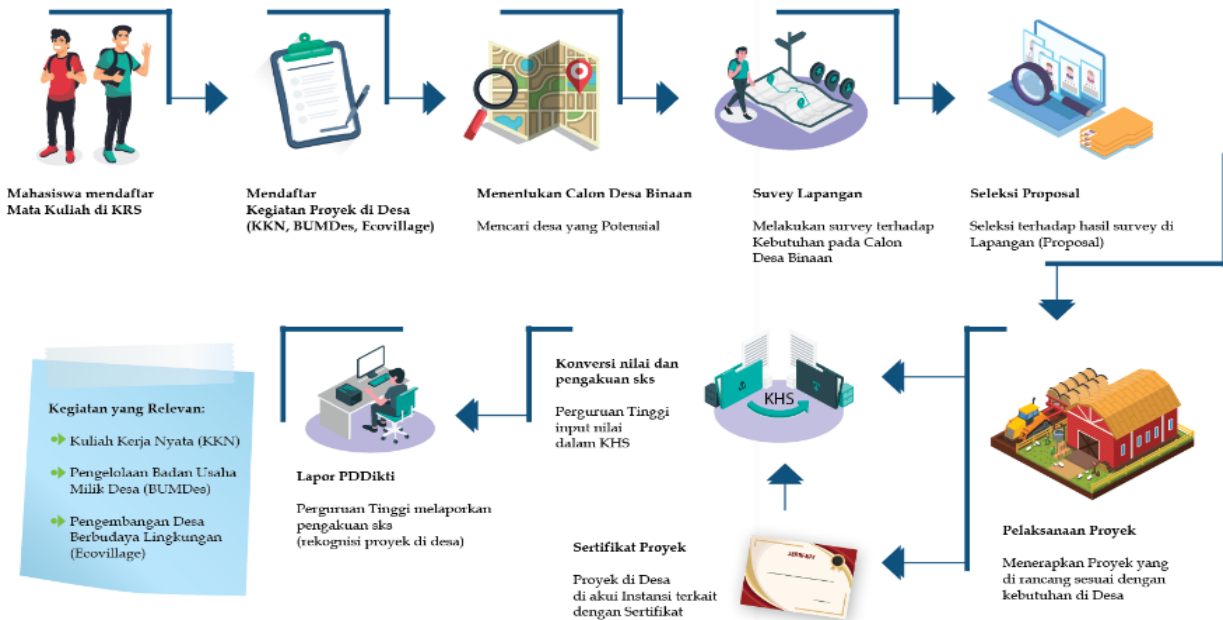 Mahasiswa mendaftar
Mata Kuliah di KRS
Mendaftar
Kegiatan Proyek di Desa
(KKN, BUMDes, Ecovillage)
Menentukan Calon Desa Binaan
Mencari desa yang Potensial
Suvey Lapangan
Melakukan survey terhadap
Kebutuhan pada Calon
Desa Binaan
Seleksi Proposal
Seleksi terhadap hasil survey di
Lapangan (Proposal)
Kegiatan yang Relevan:
Kuliah Kerja Nyata (KKN)
Pengelolaan Badan Usaha
Milik Desa (BUMDes)
Pengembangan Desa
Berbudaya Lingkungan
(Ecovillage)
Lapor PDDikti
Perguruan Tinggi melaporkan
pengakuan sks
(rekognisi proyek di desa)
Konversi nilai dan
pengakuan sks
Perguruan Tinggi
input nilai
dalam KHS
KHS
Sertifikat Proyek
Proyek di Desa
di akui Instansi terkait
dengan Sertifikat
Pelaksanaan Proyek
Menerapkan Proyek yang
di rancang sesuai dengan
kebutuhan di Desa